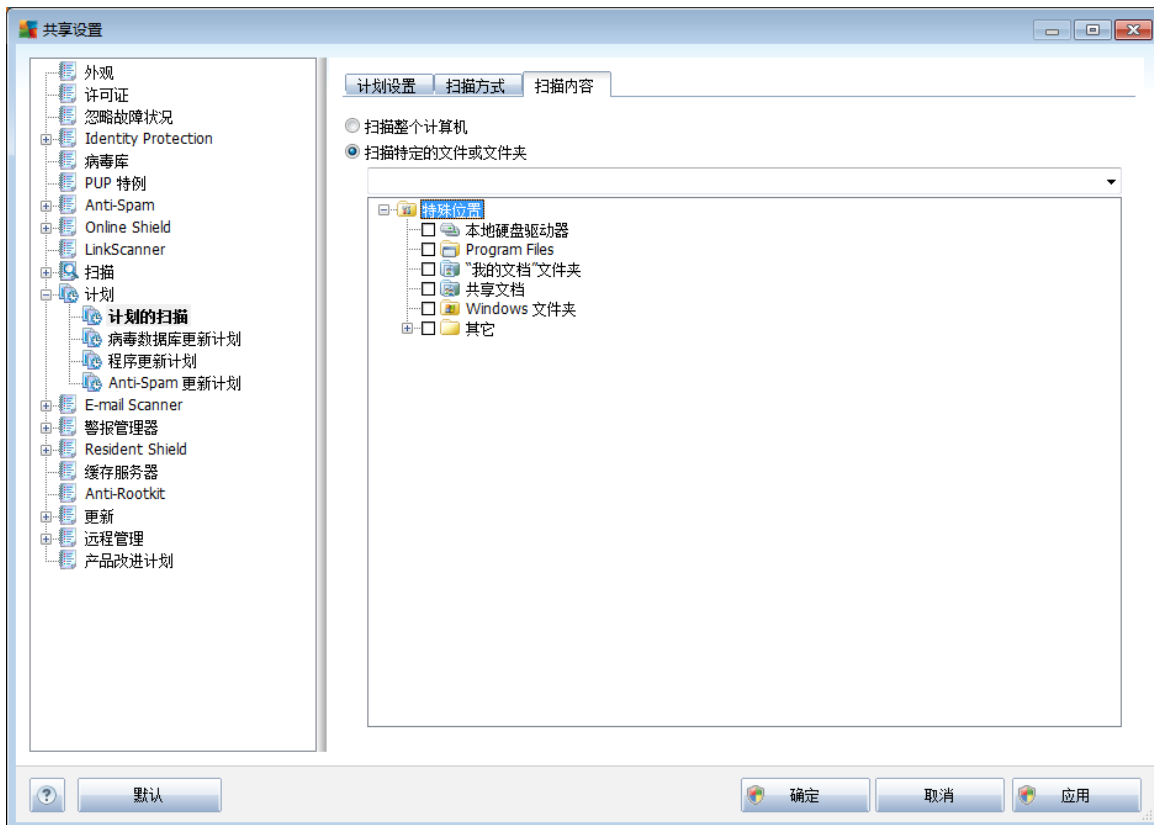 共享设置
外观
许可证
忽略故障状况
Identity Protection
病毒库
PUP 特例
Anti-Spam
Online Shield
LinkScanner
扫描
计划
计划的扫描
病毒数据库更新计划
程序更新计划
Anti-Spam 更新计划
E-mail Scanner
警报管理器
Resident Shield
缓存服务器
Anti-Rootkit
更新
远程管理
产品改进计划
计划设置 扫描方式 扫描内容
扫描整个计算机
扫描特定的文件或文件夹
特殊位置
本地硬盘驱动器
Program Files
“我的文档”文件夹
共享文档
Windows 文件夹
其它
? 默认 确定 取消 应用